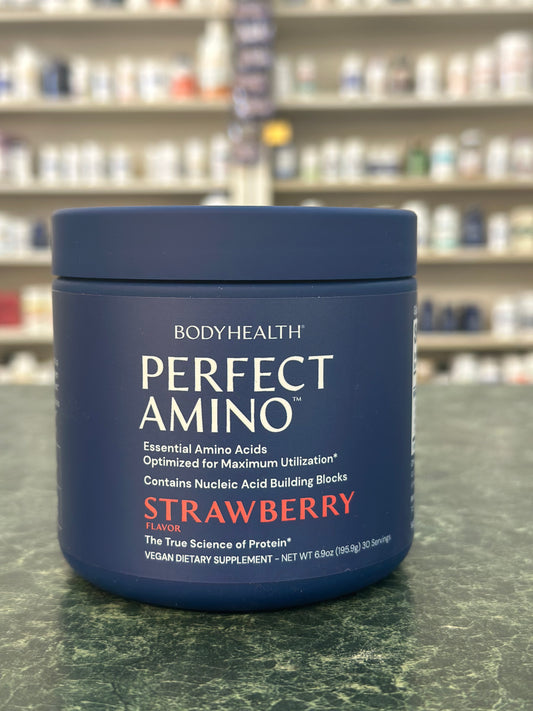 BODYHEALTH®
PERFECT
AMINO™
Essential Amino Acids
Optimized for Maximum Utilization*
Contains Nucleic Acid Building Blocks
STRAWBERRY
FLAVOR
The True Science of Protein*
VEGAN DIETARY SUPPLEMENT - NET WT 6.9oz (195.9g) 30 Servings